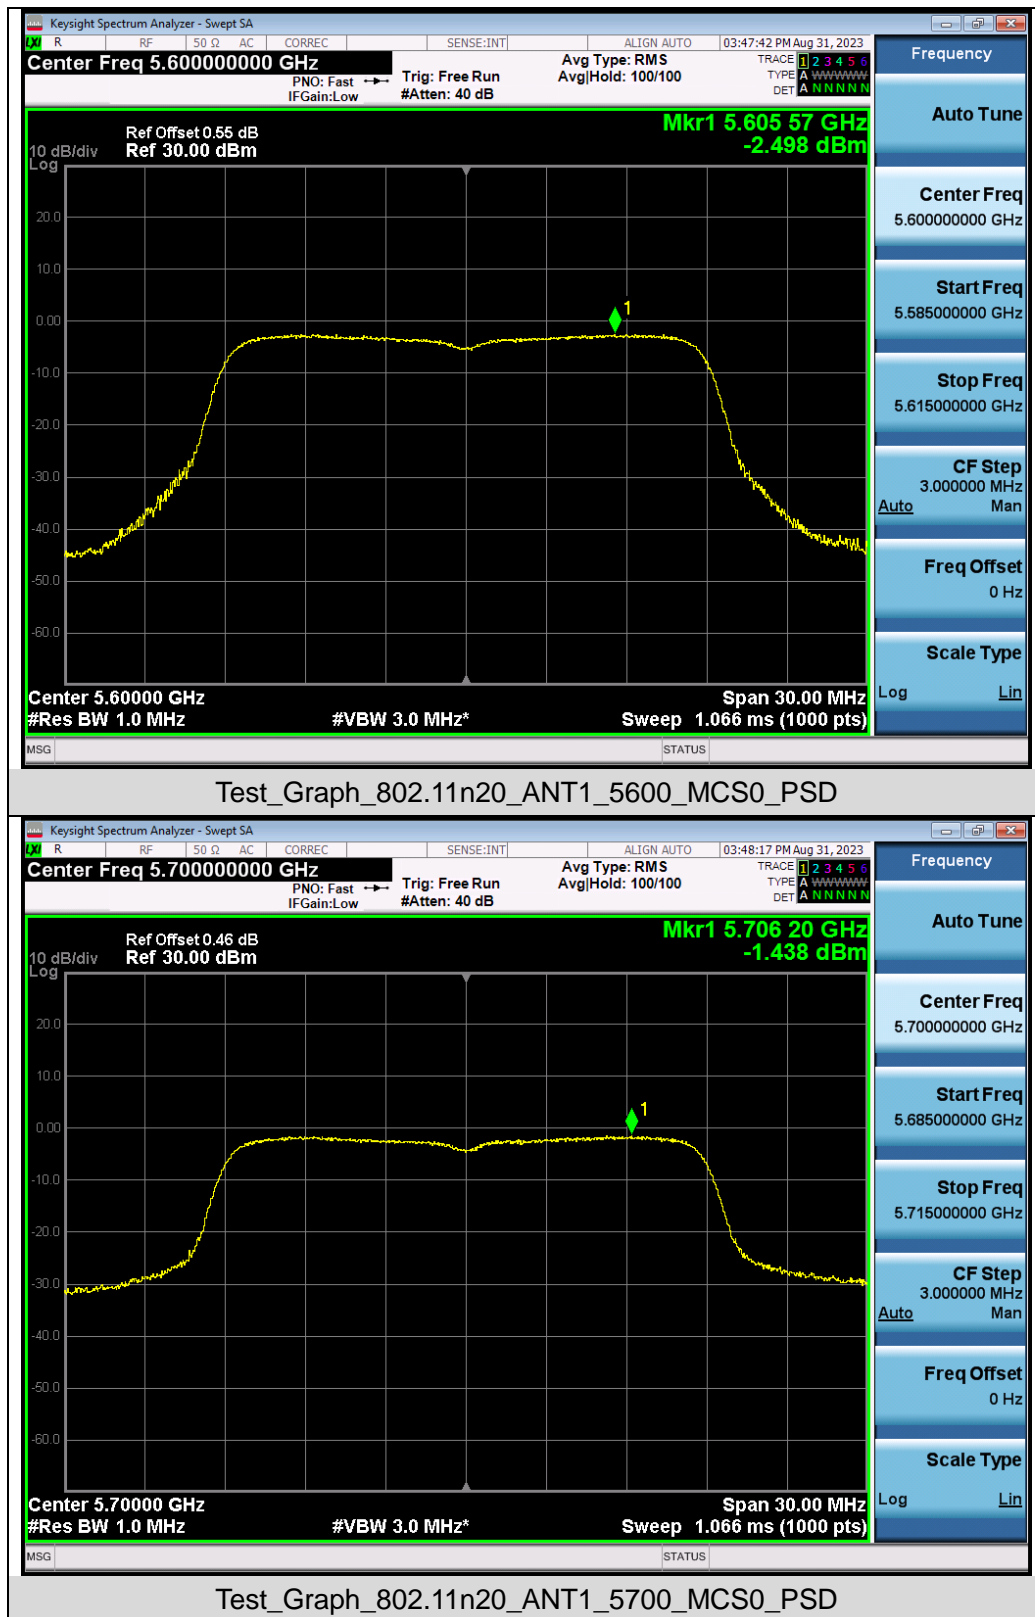 Keysight Spectrum Analyzer - Swept SA
LXI R RF 50 Ω AC CORREC SENSE:INT ALIGN AUTO 03:47:42 PM Aug 31, 2023
Center Freq 5.600000000 GHz
PNO: Fast
IFGain:Low
Trig: Free Run
#Atten: 40 dB
Avg Type: RMS
Avg|Hold: 100/100
TRACE 1 2 3 4 5 6
TYPE A WWWWW
DET A N N N N N
Ref Offset 0.55 dB
10 dB/div Ref 30.00 dBm
Log
Mkr1 5.605 57 GHz
-2.498 dBm
20.0
10.0
0.00
-10.0
-20.0
-30.0
-40.0
-50.0
-60.0
1
Center 5.60000 GHz Span 30.00 MHz
#Res BW 1.0 MHz #VBW 3.0 MHz* Sweep 1.066 ms (1000 pts)
MSG STATUS
Frequency
Auto Tune
Center Freq
5.600000000 GHz
Start Freq
5.585000000 GHz
Stop Freq
5.615000000 GHz
CF Step
3.000000 MHz
Auto Man
Freq Offset
0 Hz
Scale Type
Log Lin
Test_Graph_802.11n20_ANT1_5600_MCS0_PSD
Keysight Spectrum Analyzer - Swept SA
LXI R RF 50 Ω AC CORREC SENSE:INT ALIGN AUTO 03:48:17 PM Aug 31, 2023
Center Freq 5.700000000 GHz
PNO: Fast
IFGain:Low
Trig: Free Run
#Atten: 40 dB
Avg Type: RMS
Avg|Hold: 100/100
TRACE 1 2 3 4 5 6
TYPE A WWWWW
DET A N N N N N
Ref Offset 0.46 dB
10 dB/div Ref 30.00 dBm
Log
Mkr1 5.706 20 GHz
-1.438 dBm
20.0
10.0
0.00
-10.0
-20.0
-30.0
-40.0
-50.0
-60.0
1
Center 5.70000 GHz Span 30.00 MHz
#Res BW 1.0 MHz #VBW 3.0 MHz* Sweep 1.066 ms (1000 pts)
MSG STATUS
Frequency
Auto Tune
Center Freq
5.700000000 GHz
Start Freq
5.685000000 GHz
Stop Freq
5.715000000 GHz
CF Step
3.000000 MHz
Auto Man
Freq Offset
0 Hz
Scale Type
Log Lin
Test_Graph_802.11n20_ANT1_5700_MCS0_PSD